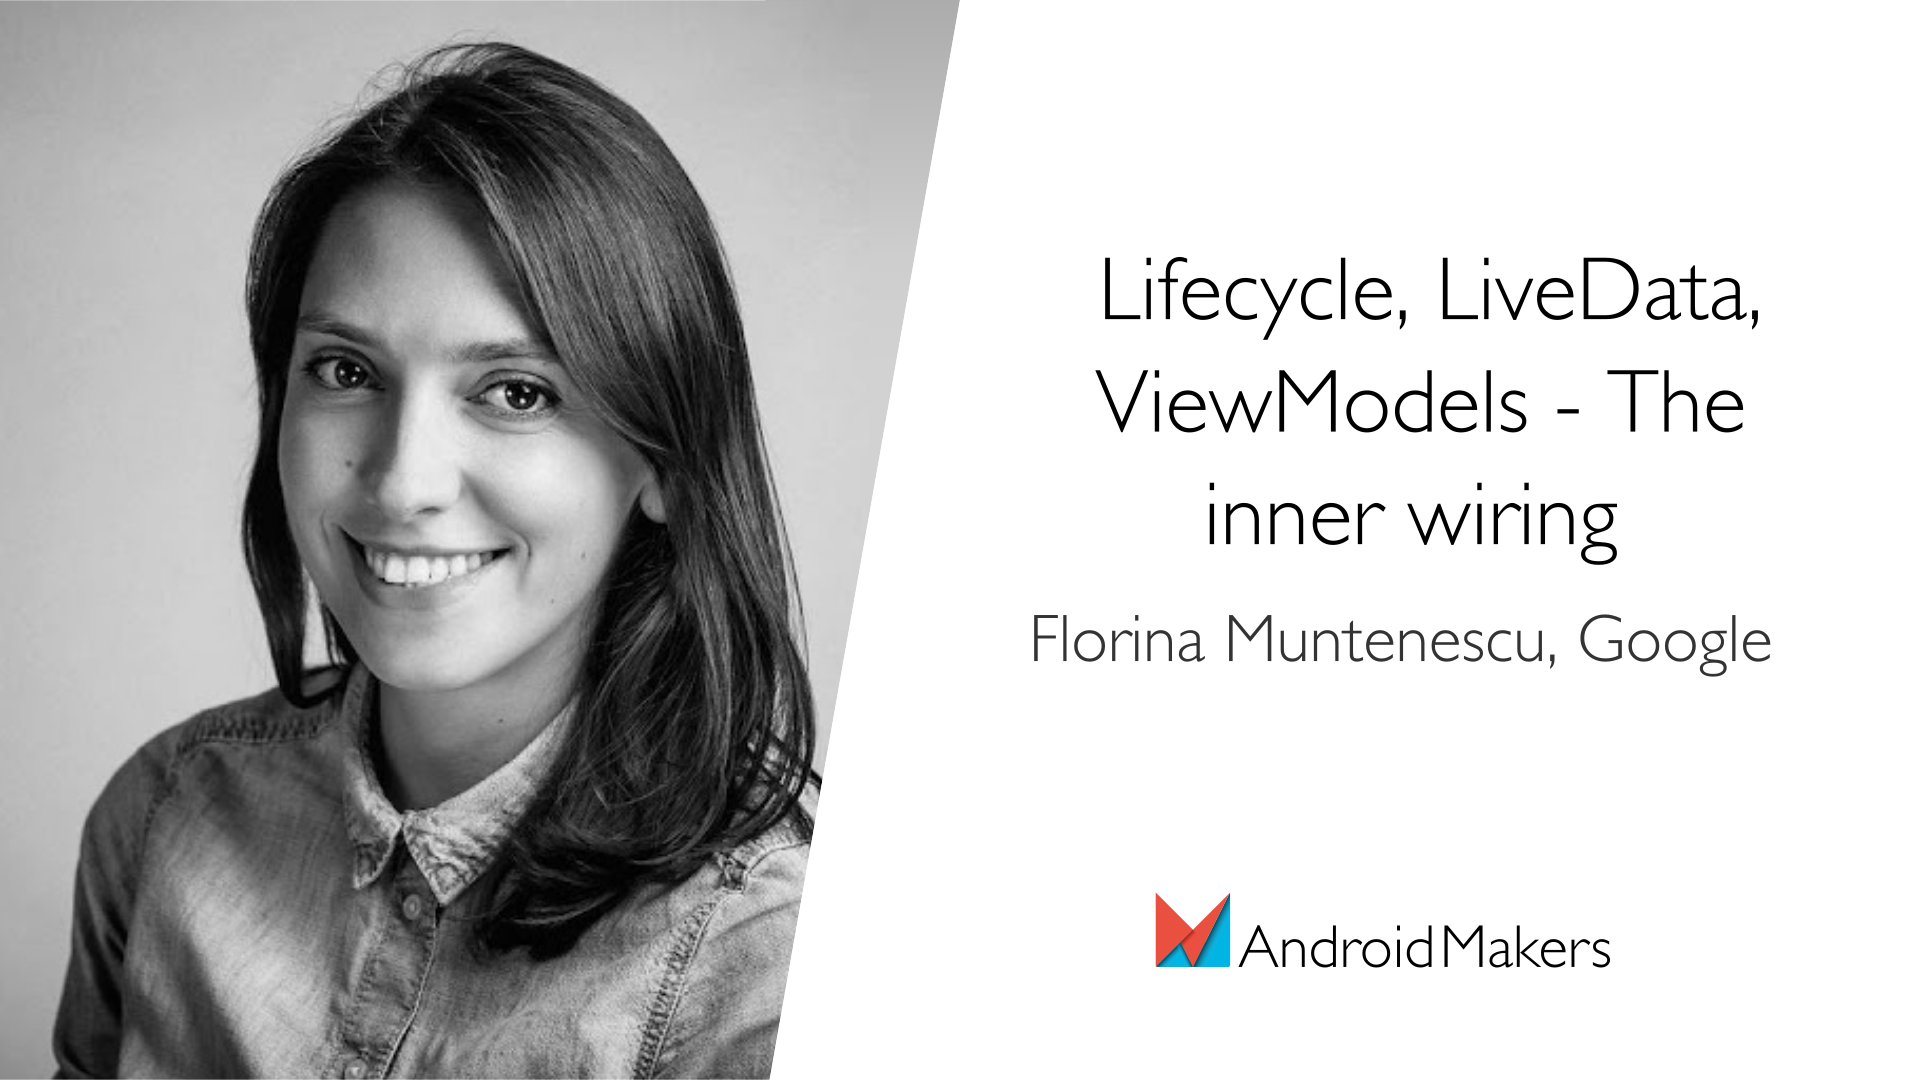 Lifecycle, LiveData,
ViewModels - The
inner wiring
Florina Muntenescu, Google
AndroidMakers